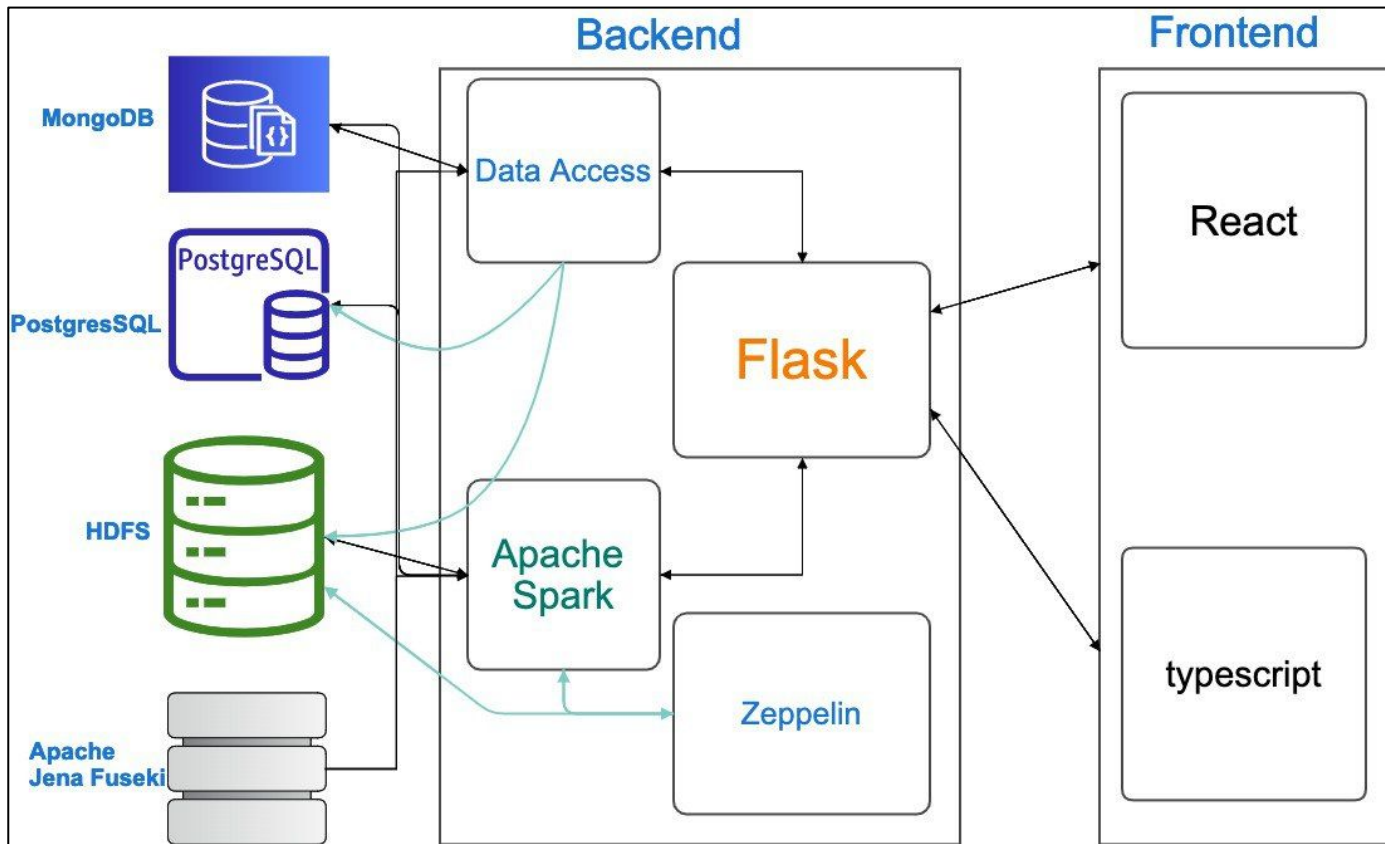 Backend
Frontend
MongoDB
{}
Data Access
React
PostgreSQL
PostgresSQL
Flask
HDFS
Apache
Spark
typescript
Zeppelin
Apache
Jena Fuseki